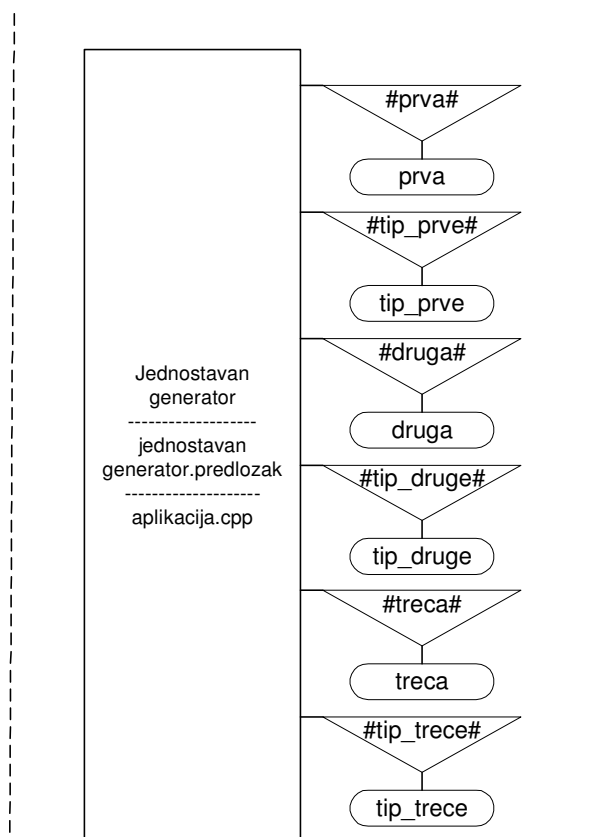 Jednostavan
generator
-------------------
jednostavan
generator.predlozak
--------------------
aplikacija.cpp
#prva#
prva
#tip_prve#
tip_prve
#druga#
druga
#tip_druge#
tip_druge
#treca#
treca
#tip_trece#
tip_trece